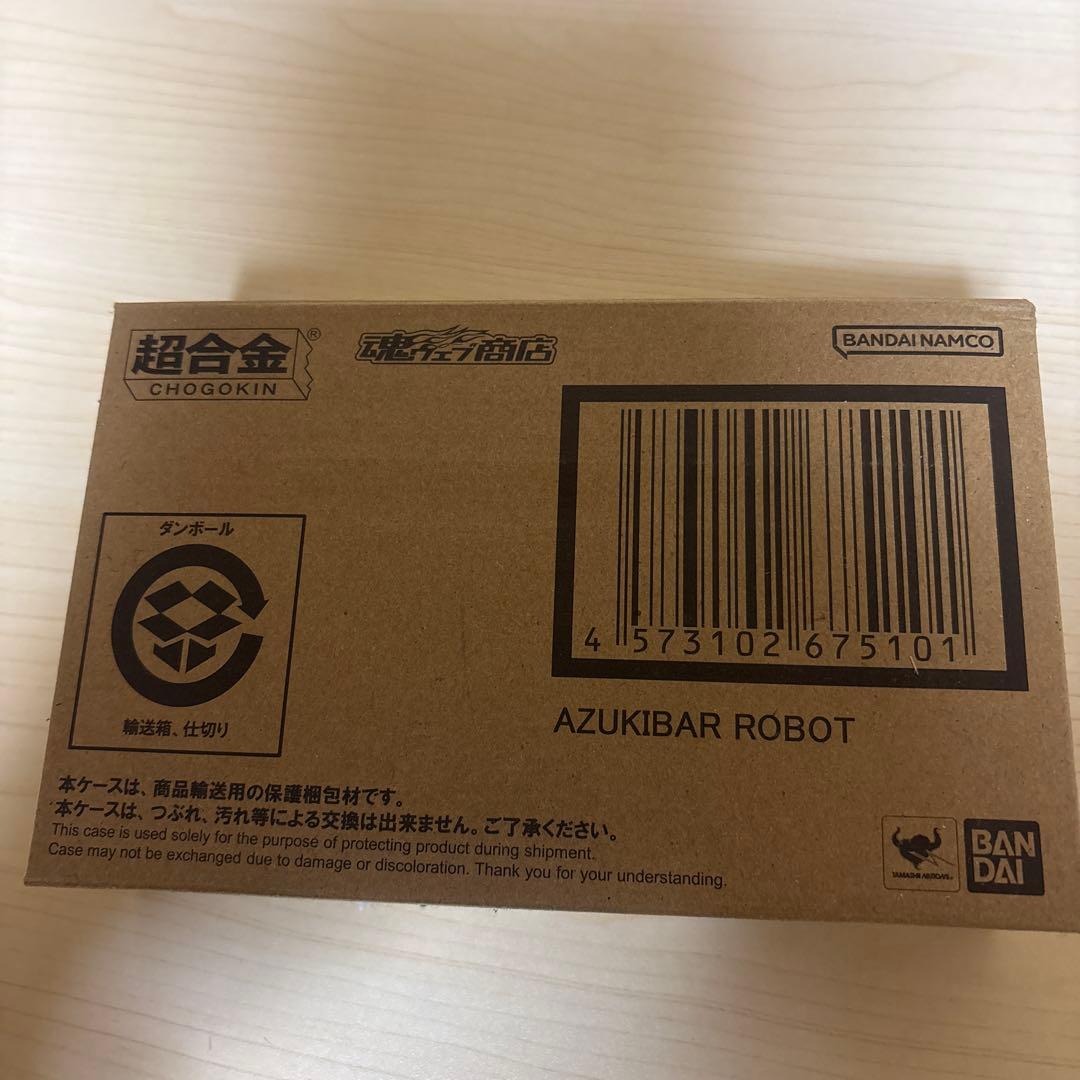 超合金®
CHOGOKIN
魂ウェブ商店
BANDAI NAMCO
4 573102 675101
AZUKIBAR ROBOT
ダンボール
輸送箱、仕切り
本ケースは、商品輸送用の保護梱包材です。
本ケースは、つぶれ、汚れ等による交換は出来ません。ご了承ください。
This case is used solely for the purpose of protecting product during shipment.
Case may not be exchanged due to damage or discoloration. Thank you for your understanding.
TAMASHII NATIONS
BAN
DAI